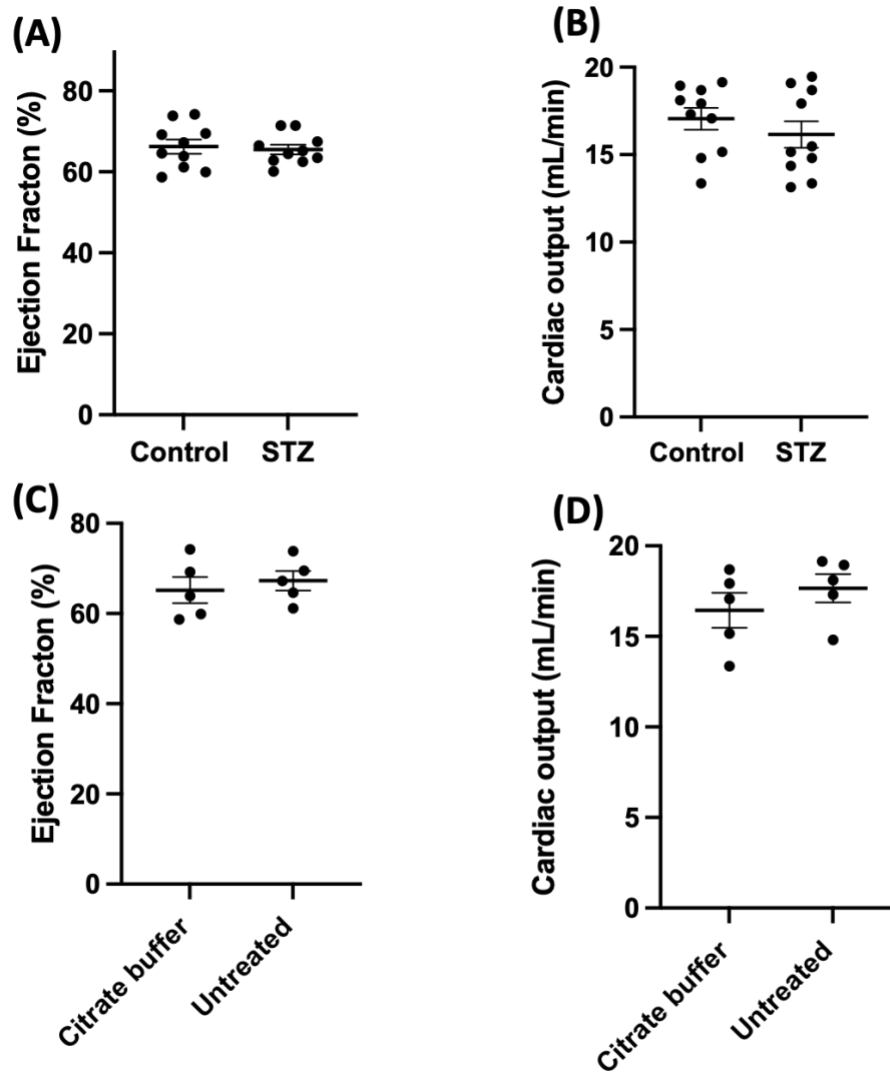 (A)
Ejection Fracton (%)
80
60
40
20
0
Control STZ
(B)
Cardiac output (mL/min)
20
15
10
5
0
Control STZ
(C)
Ejection Fracton (%)
80
60
40
20
0
Citrate buffer
Untreated
(D)
Cardiac output (mL/min)
20
15
10
5
0
Citrate buffer
Untreated